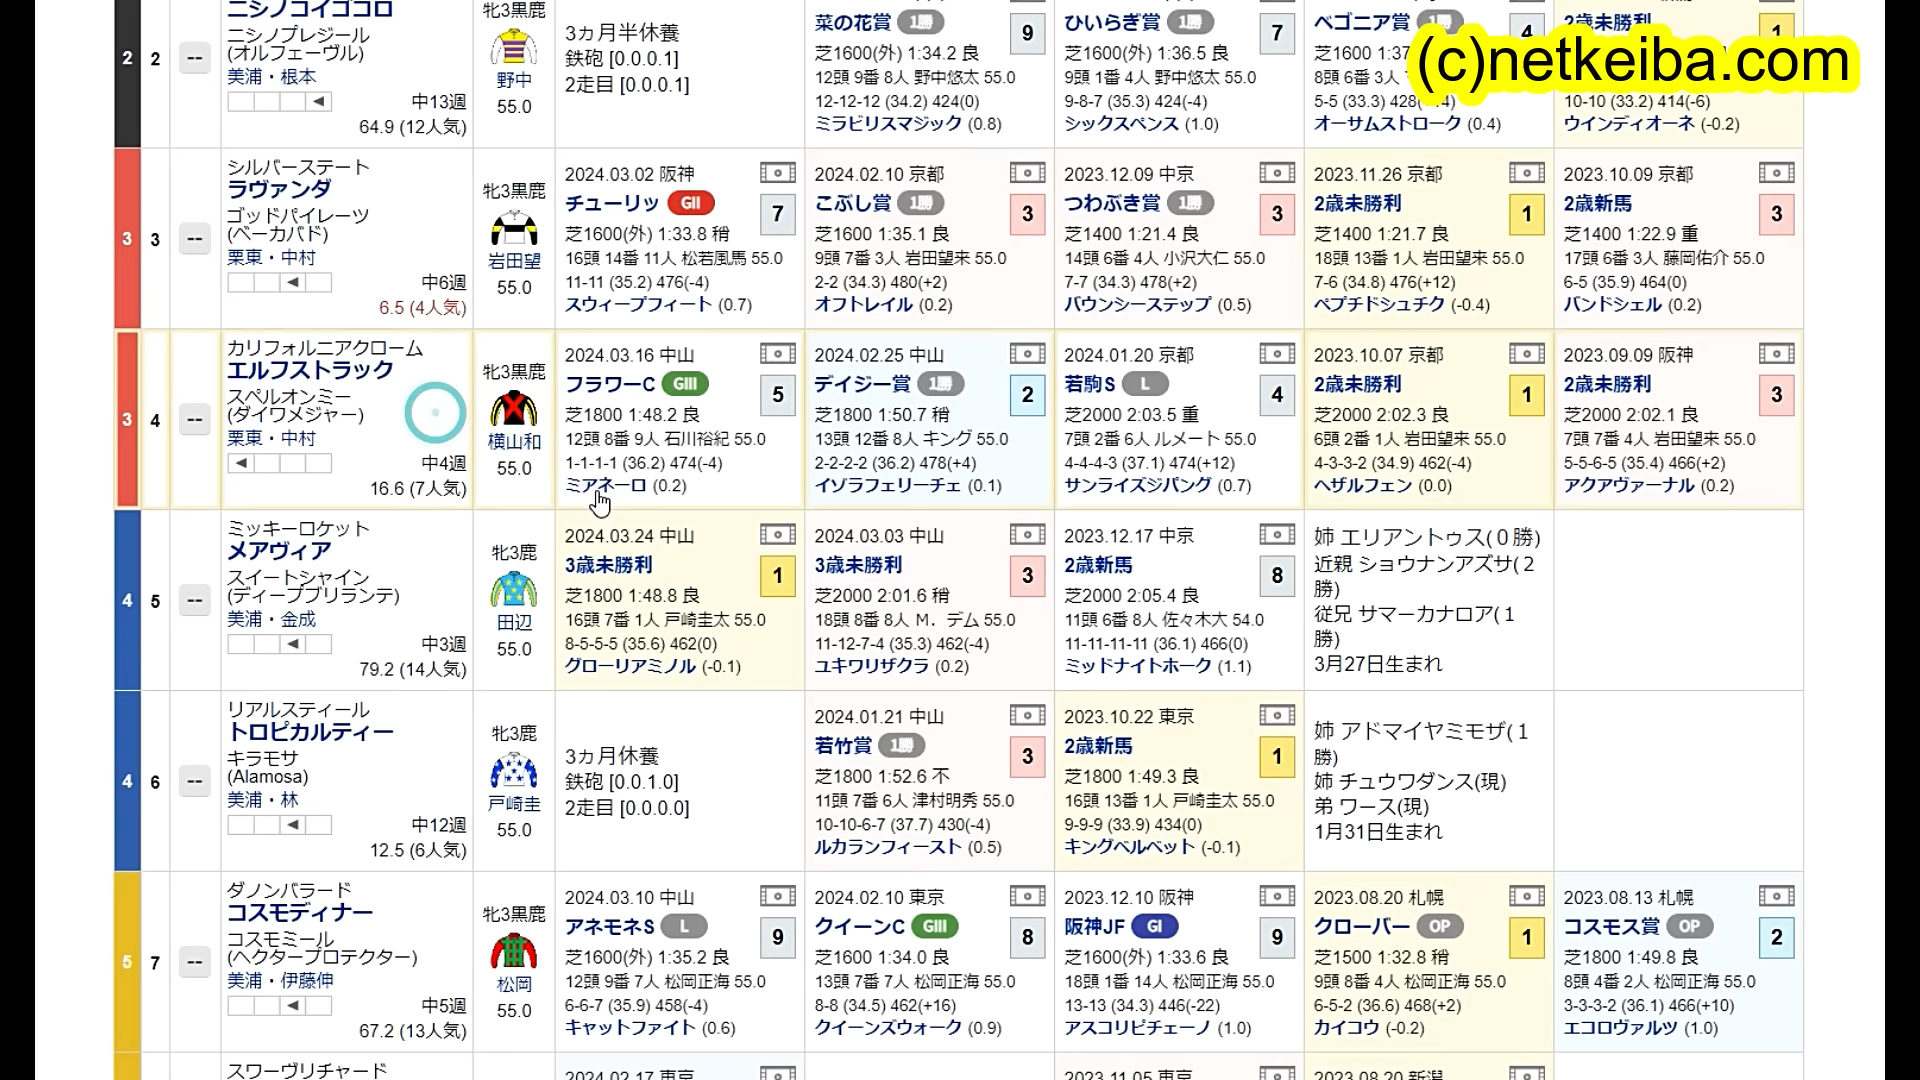 (c)netkeiba.com
2 2 --
ニシノコイゴコロ
ニシノプレジール
(オルフェーヴル)
美浦・根本
中13週
64.9 (12人気)
牝3黒鹿
野中
55.0
3ヵ月半休養
鉄砲 [0.0.0.1]
2走目 [0.0.0.1]
菜の花賞 1勝 9
芝1600(外) 1:34.2 良
12頭 9番 8人 野中悠太 55.0
12-12-12 (34.2) 424(0)
ミラビリスマジック (0.8)
ひいらぎ賞 1勝 7
芝1600(外) 1:36.5 良
9頭 1番 4人 野中悠太 55.0
9-8-7 (35.3) 424(-4)
シックスペンス (1.0)
ベゴニア賞 1勝 4
芝1600 1:37
8頭 6番 3人
5-5 (33.3) 428(
オーサムストローク (0.4)
2歳未勝利 1
10-10 (33.2) 414(-6)
ウインディオーネ (-0.2)
3 3 --
シルバーステート
ラヴァンダ
ゴッドパイレーツ
(ベーカバド)
栗東・中村
中6週
6.5 (4人気)
牝3黒鹿
岩田望
55.0
2024.03.02 阪神
チューリッ GII 7
芝1600(外) 1:33.8 稍
16頭 14番 11人 松若風馬 55.0
11-11 (35.2) 476(-4)
スウィープフィート (0.7)
2024.02.10 京都
こぶし賞 1勝 3
芝1600 1:35.1 良
9頭 7番 3人 岩田望来 55.0
2-2 (34.3) 480(+2)
オフトレイル (0.2)
2023.12.09 中京
つわぶき賞 1勝 3
芝1400 1:21.4 良
14頭 6番 4人 小沢大仁 55.0
7-7 (34.3) 478(+2)
バウンシーステップ (0.5)
2023.11.26 京都
2歳未勝利 1
芝1400 1:21.7 良
18頭 13番 1人 岩田望来 55.0
7-6 (34.8) 476(+12)
ペプチドシュチク (-0.4)
2023.10.09 京都
2歳新馬 3
芝1400 1:22.9 重
17頭 6番 3人 藤岡佑介 55.0
6-5 (35.9) 464(0)
バンドシェル (0.2)
3 4 --
カリフォルニアクローム
エルフストラック
スペルオンミー
(ダイワメジャー)
栗東・中村
中4週
16.6 (7人気)
牝3黒鹿
横山和
55.0
2024.03.16 中山
フラワーC GIII 5
芝1800 1:48.2 良
12頭 8番 9人 石川裕紀 55.0
1-1-1-1 (36.2) 474(-4)
ミアネーロ (0.2)
2024.02.25 中山
デイジー賞 1勝 2
芝1800 1:50.7 稍
13頭 12番 8人 キング 55.0
2-2-2-2 (36.2) 478(+4)
イゾラフェリーチェ (0.1)
2024.01.20 京都
若駒S L 4
芝2000 2:03.5 重
7頭 2番 6人 ルメート 55.0
4-4-4-3 (37.1) 474(+12)
サンライズジパング (0.7)
2023.10.07 京都
2歳未勝利 1
芝2000 2:02.3 良
6頭 2番 1人 岩田望来 55.0
4-3-3-2 (34.9) 462(-4)
ヘザルフェン (0.0)
2023.09.09 阪神
2歳未勝利 3
芝2000 2:02.1 良
7頭 7番 4人 岩田望来 55.0
5-5-6-5 (35.4) 466(+2)
アクアヴァーナル (0.2)
4 5 --
ミッキーロケット
メアヴィア
スイートシャイン
(ディープブリランテ)
美浦・金成
中3週
79.2 (14人気)
牝3鹿
田辺
55.0
2024.03.24 中山
3歳未勝利 1
芝1800 1:48.8 良
16頭 7番 1人 戸崎圭太 55.0
8-5-5-5 (35.6) 462(0)
グローリアミノル (-0.1)
2024.03.03 中山
3歳未勝利 3
芝2000 2:01.6 稍
18頭 8番 8人 M．デム 55.0
11-12-7-4 (35.3) 462(-4)
ユキワリザクラ (0.2)
2023.12.17 中京
2歳新馬 8
芝2000 2:05.4 良
11頭 6番 8人 佐々木大 54.0
11-11-11-11 (36.1) 466(0)
ミッドナイトホーク (1.1)
姉 エリアントゥス(０勝)
近親 ショウナンアズサ(２
勝)
従兄 サマーカナロア(１
勝)
3月27日生まれ
4 6 --
リアルスティール
トロピカルティー
キラモサ
(Alamosa)
美浦・林
中12週
12.5 (6人気)
牝3鹿
戸崎圭
55.0
3ヵ月休養
鉄砲 [0.0.1.0]
2走目 [0.0.0.0]
2024.01.21 中山
若竹賞 1勝 3
芝1800 1:52.6 不
11頭 7番 6人 津村明秀 55.0
10-10-6-7 (37.7) 430(-4)
ルカランフィースト (0.5)
2023.10.22 東京
2歳新馬 1
芝1800 1:49.3 良
16頭 13番 1人 戸崎圭太 55.0
9-9-9 (33.9) 434(0)
キングベルベット (-0.1)
姉 アドマイヤミモザ(１
勝)
姉 チュウワダンス(現)
弟 ワース(現)
1月31日生まれ
5 7 --
ダノンバラード
コスモディナー
コスモミール
(ヘクタープロテクター)
美浦・伊藤伸
中5週
67.2 (13人気)
牝3黒鹿
松岡
55.0
2024.03.10 中山
アネモネS L 9
芝1600(外) 1:35.2 良
12頭 9番 7人 松岡正海 55.0
6-6-7 (35.9) 458(-4)
キャットファイト (0.6)
2024.02.10 東京
クイーンC GIII 8
芝1600 1:34.0 良
13頭 7番 7人 松岡正海 55.0
8-8 (34.5) 462(+16)
クイーンズウォーク (0.9)
2023.12.10 阪神
阪神JF GI 9
芝1600(外) 1:33.6 良
18頭 1番 14人 松岡正海 55.0
13-13 (34.3) 446(-22)
アスコリピチェーノ (1.0)
2023.08.20 札幌
クローバー OP 1
芝1500 1:32.8 稍
9頭 8番 4人 松岡正海 55.0
6-5-2 (36.6) 468(+2)
カイコウ (-0.2)
2023.08.13 札幌
コスモス賞 OP 2
芝1800 1:49.8 良
8頭 4番 2人 松岡正海 55.0
3-3-3-2 (36.1) 466(+10)
エコロヴァルツ (1.0)
スワーヴリチャード
2024.02.17 東京
2023.11.05 東京
2023.08.20 新潟